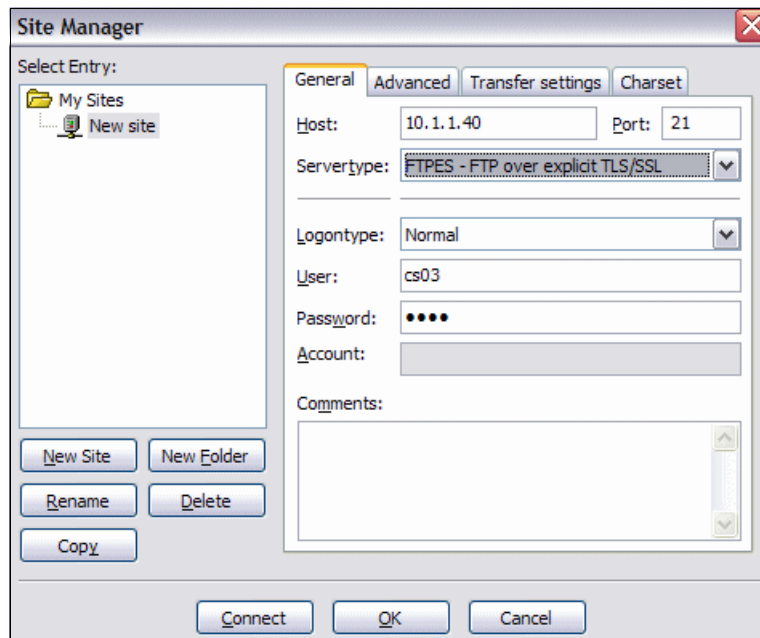 Site Manager
Select Entry:
My Sites
New site
New Site
New Folder
Rename
Delete
Copy
General
Advanced
Transfer settings
Charset
Host:
10.1.1.40
Port:
21
Servertype:
FTPES - FTP over explicit TLS/SSL
Logontype:
Normal
User:
cs03
Password:
••••
Account:
Comments:
Connect
OK
Cancel